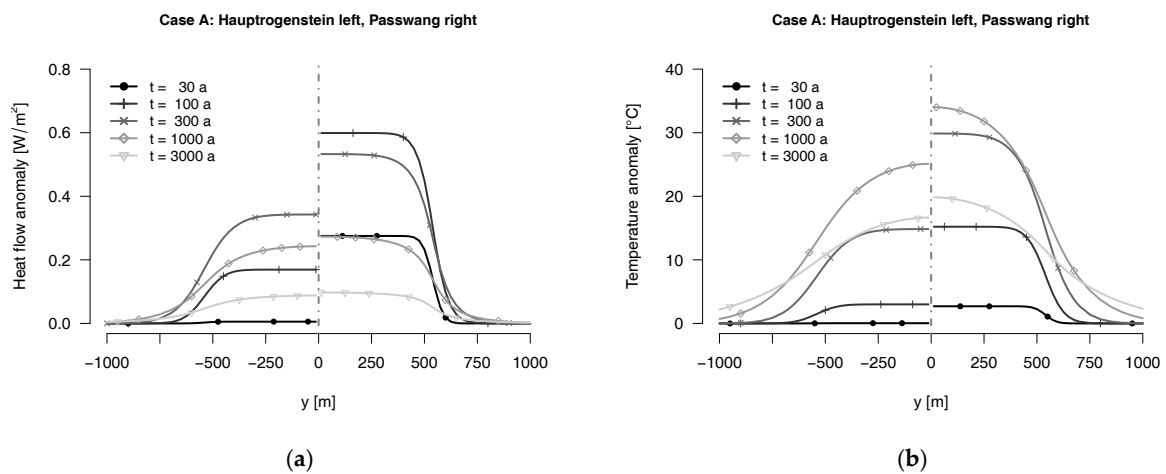 Case A: Hauptrogenstein left, Passwang right
Heat flow anomaly [W/m²]
0.8
0.6
0.4
0.2
0.0
t = 30 a
t = 100 a
t = 300 a
t = 1000 a
t = 3000 a
−1000
−500
−250
0
250
500
750
1000
y [m]
(a)
Case A: Hauptrogenstein left, Passwang right
Temperature anomaly [°C]
40
30
20
10
0
t = 30 a
t = 100 a
t = 300 a
t = 1000 a
t = 3000 a
−1000
−500
−250
0
250
500
750
1000
y [m]
(b)